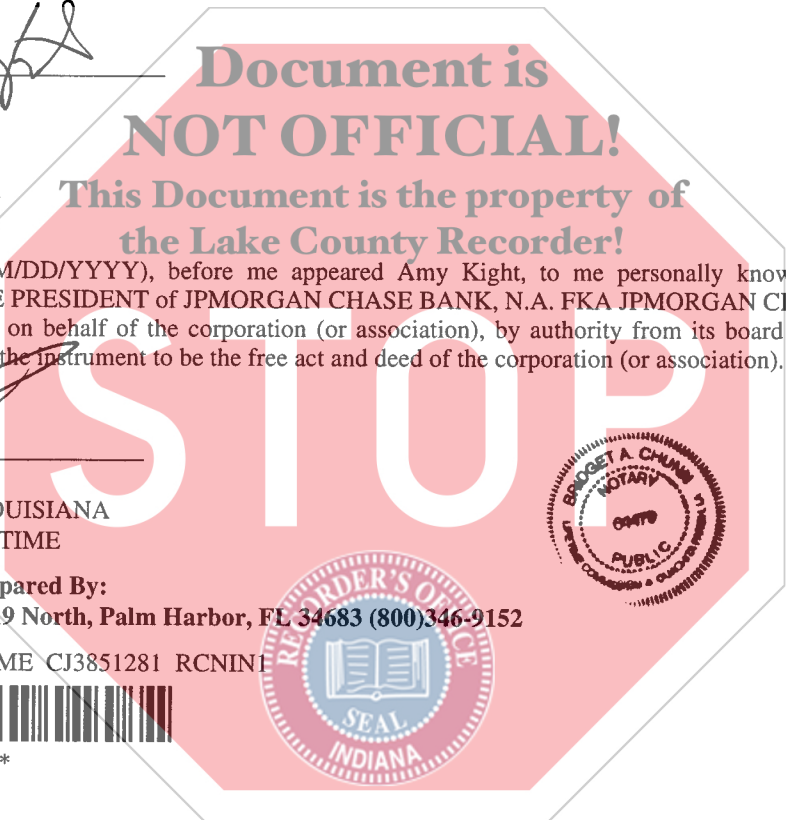 Document is
NOT OFFICIAL!
This Document is the property of
the Lake County Recorder!
M/DD/YYYY), before me appeared Amy Kight, to me personally know
E PRESIDENT of JPMORGAN CHASE BANK, N.A. FKA JPMORGAN CH
on behalf of the corporation (or association), by authority from its board
the instrument to be the free act and deed of the corporation (or association).
STOP
BRIDGET A. CHUNN
NOTARY
PUBLIC
OUISIANA
TIME
pared By:
9 North, Palm Harbor, FL 34683 (800)346-9152
ME CJ3851281 RCNIN1
RECORDER'S OFFICE
SEAL
INDIANA
*